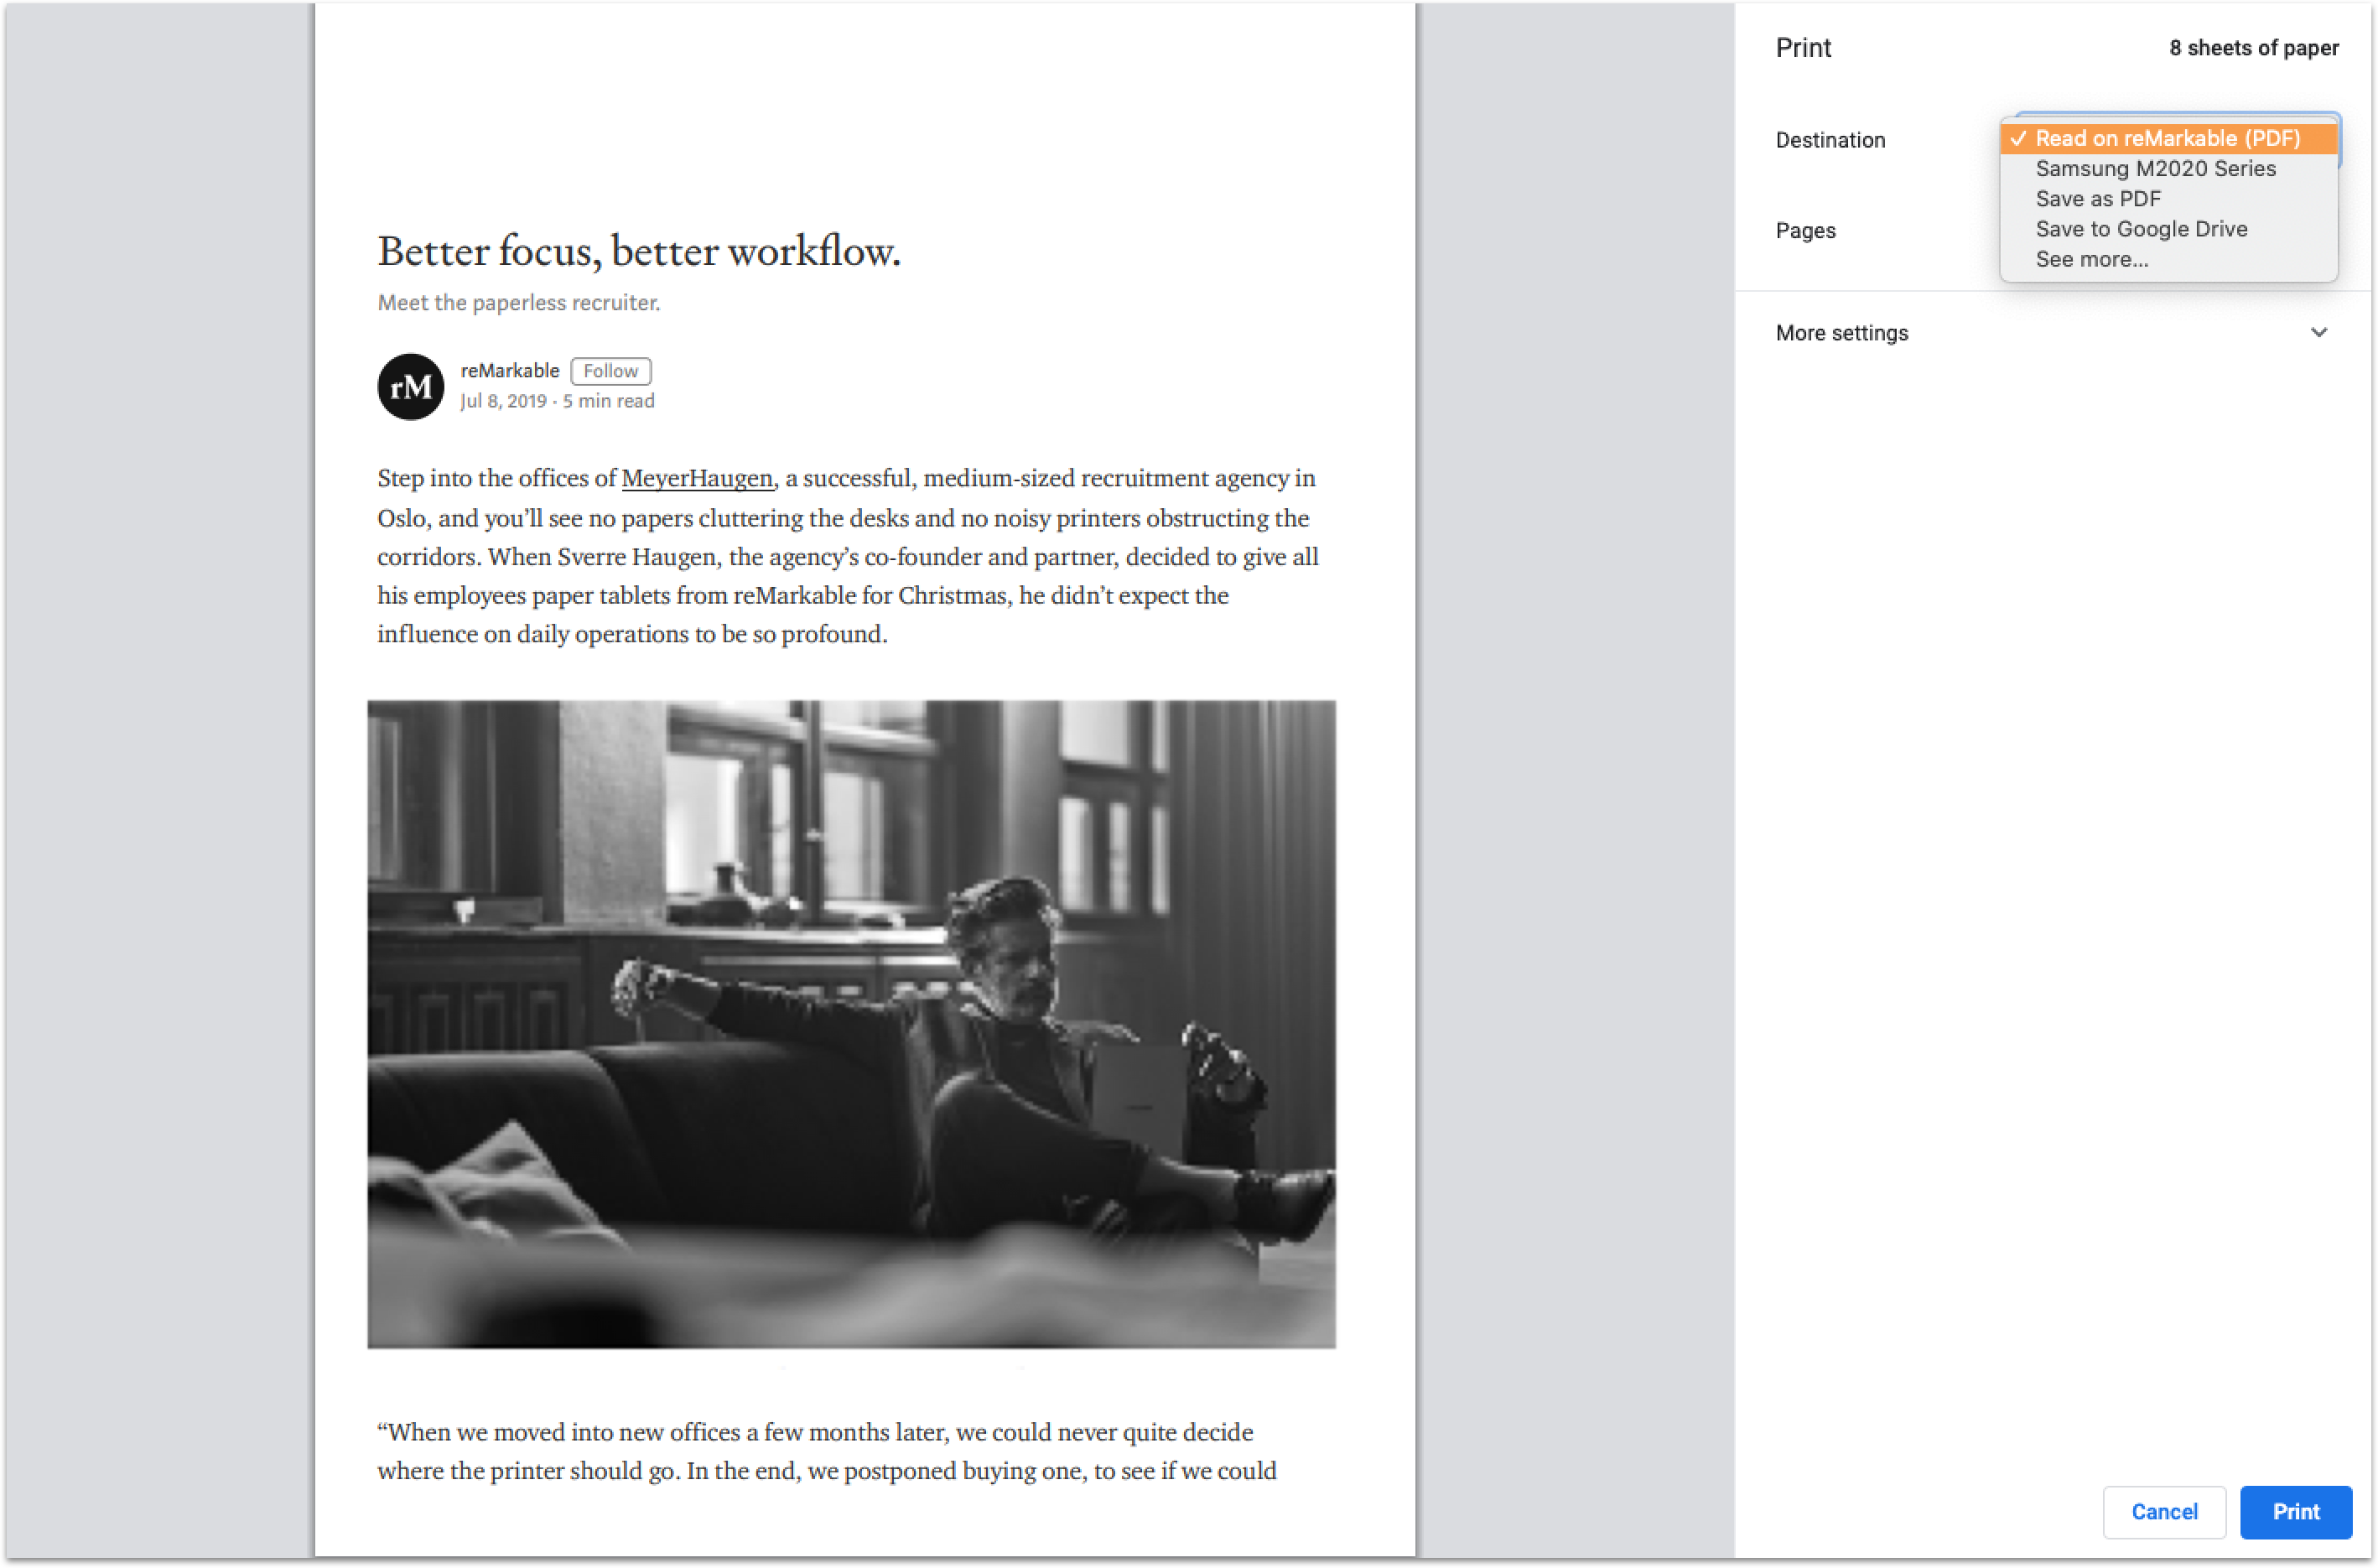 Better focus, better workflow.
Meet the paperless recruiter.
rM
reMarkable Follow
Jul 8, 2019 · 5 min read
Step into the offices of MeyerHaugen, a successful, medium-sized recruitment agency in
Oslo, and you’ll see no papers cluttering the desks and no noisy printers obstructing the
corridors. When Sverre Haugen, the agency’s co-founder and partner, decided to give all
his employees paper tablets from reMarkable for Christmas, he didn’t expect the
influence on daily operations to be so profound.
“When we moved into new offices a few months later, we could never quite decide
where the printer should go. In the end, we postponed buying one, to see if we could
Print 8 sheets of paper
Destination
✓ Read on reMarkable (PDF)
Samsung M2020 Series
Save as PDF
Save to Google Drive
See more...
Pages
More settings
Cancel Print